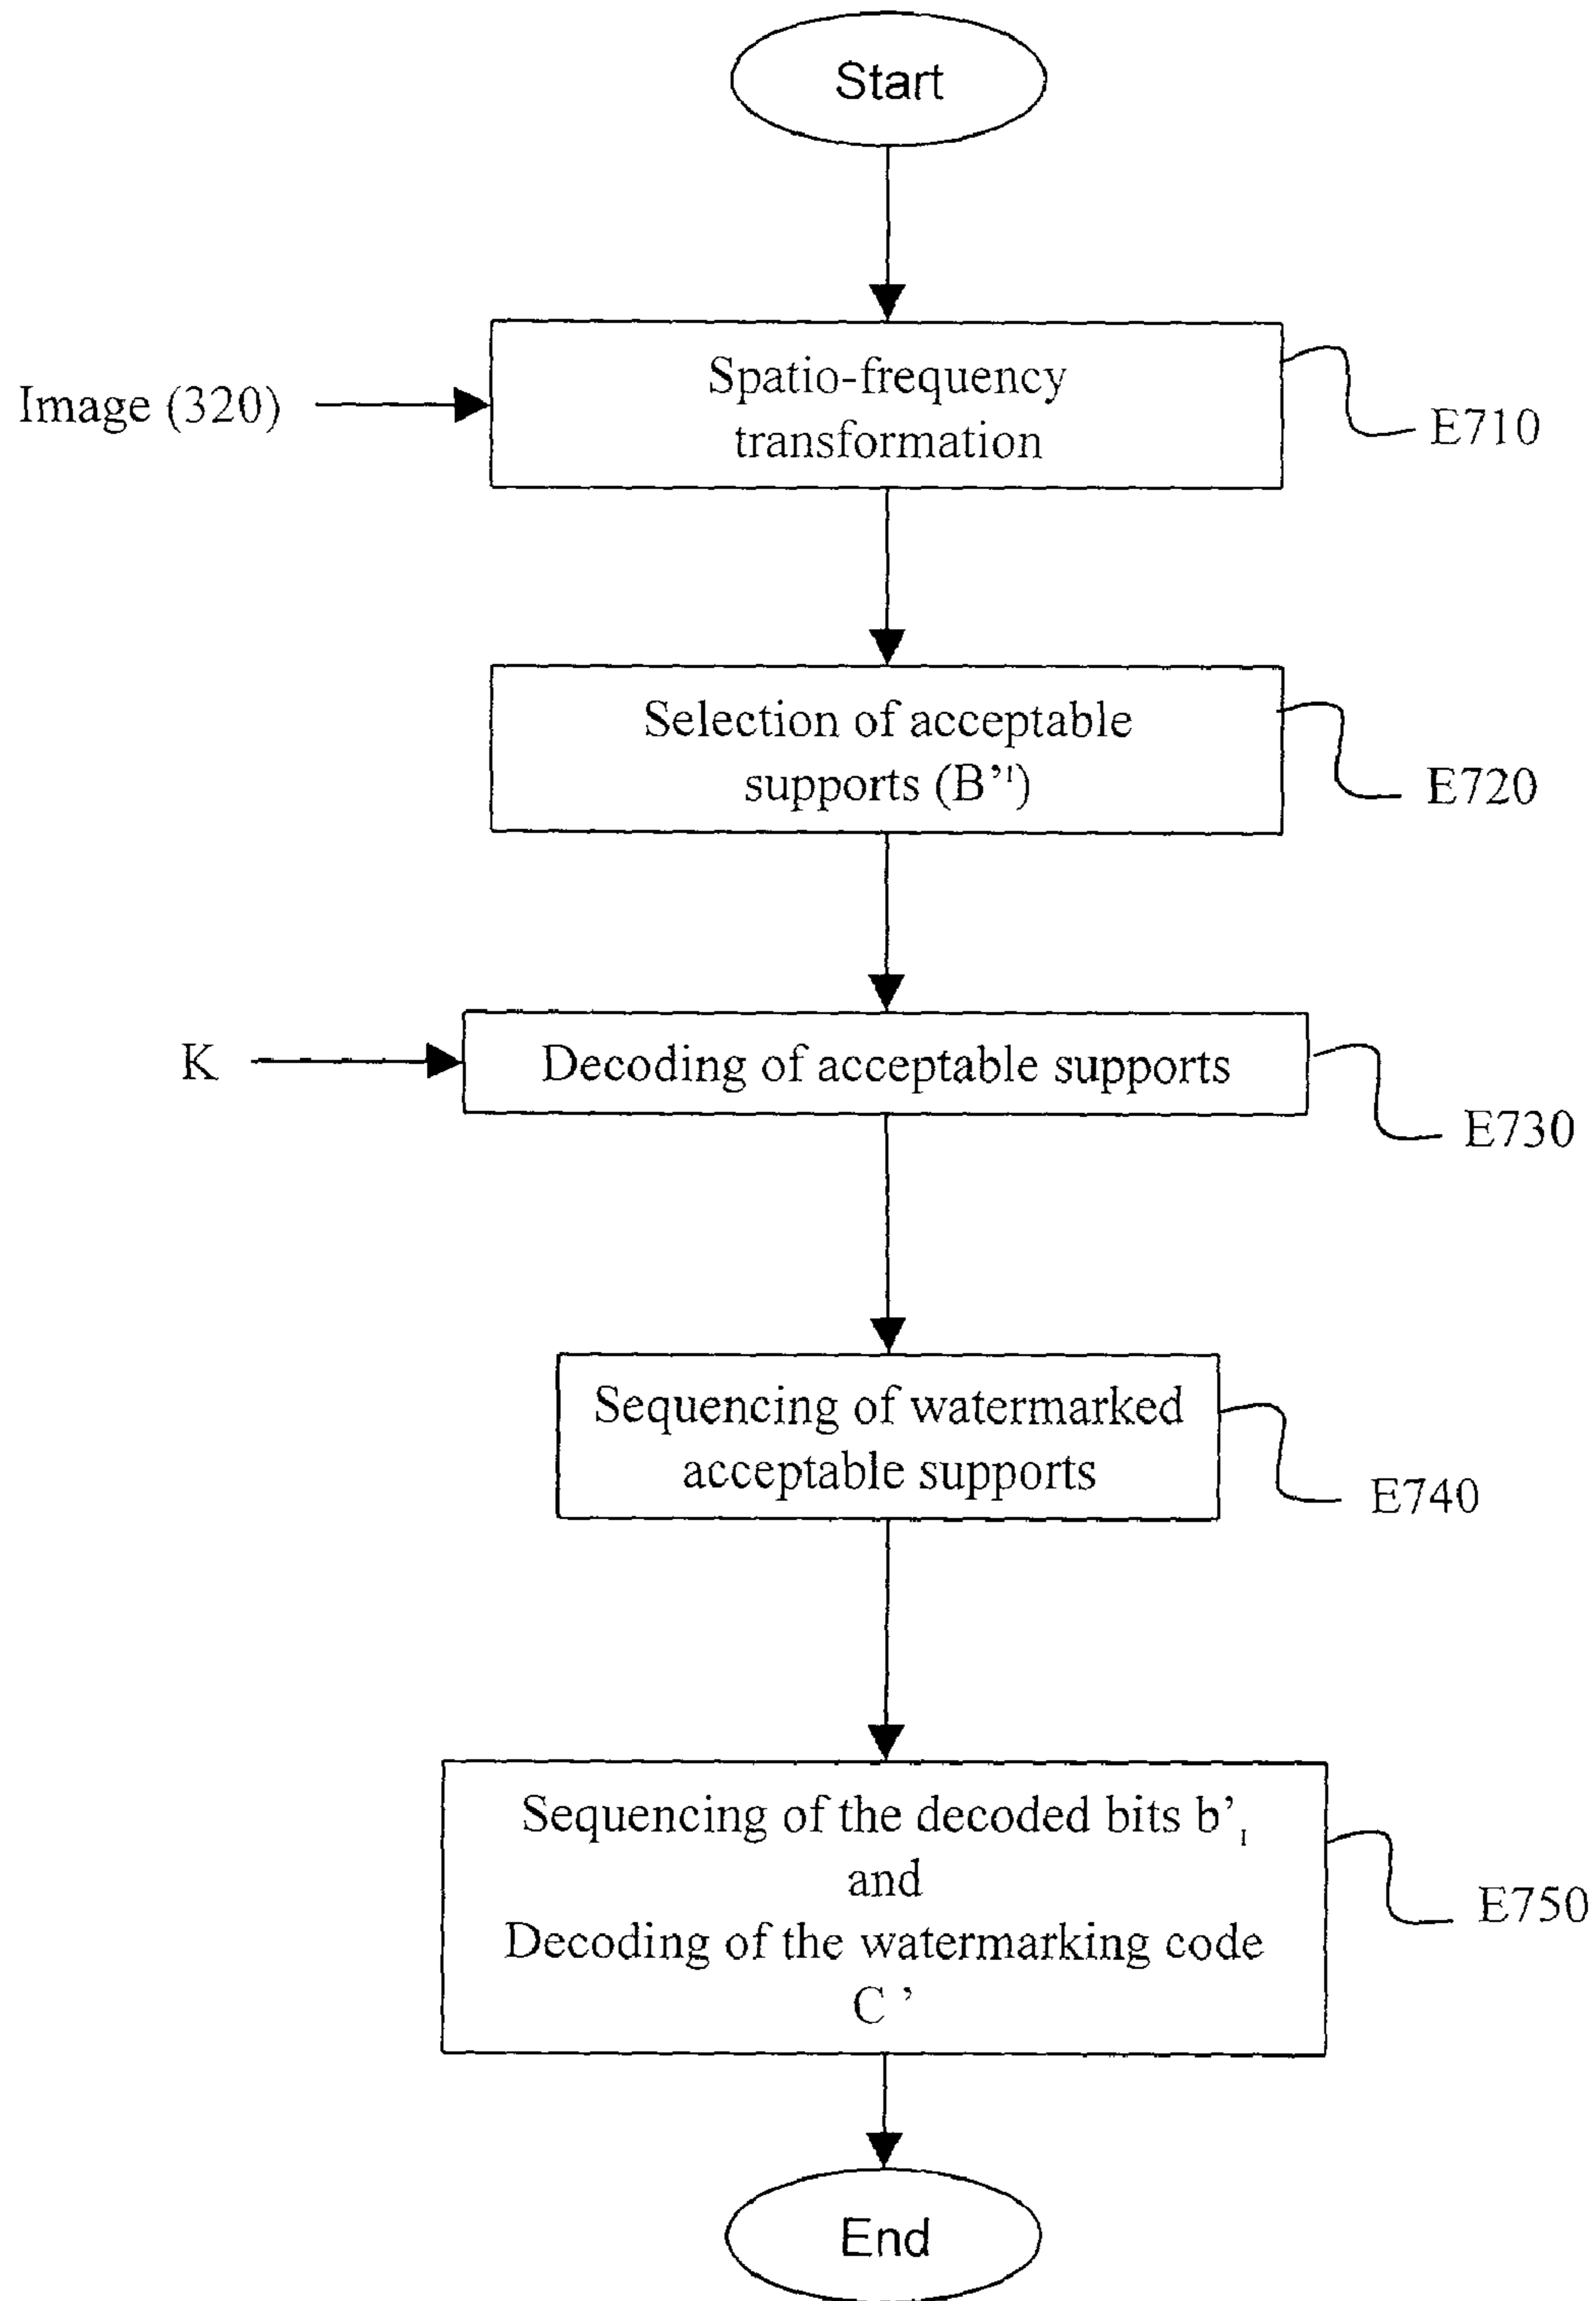 Start
Image (320)
Spatio-frequency
transformation
E710
Selection of acceptable
supports (B’ᶦ)
E720
K
Decoding of acceptable supports
E730
Sequencing of watermarked
acceptable supports
E740
Sequencing of the decoded bits b’ᵢ
and
Decoding of the watermarking code
C ’
E750
End